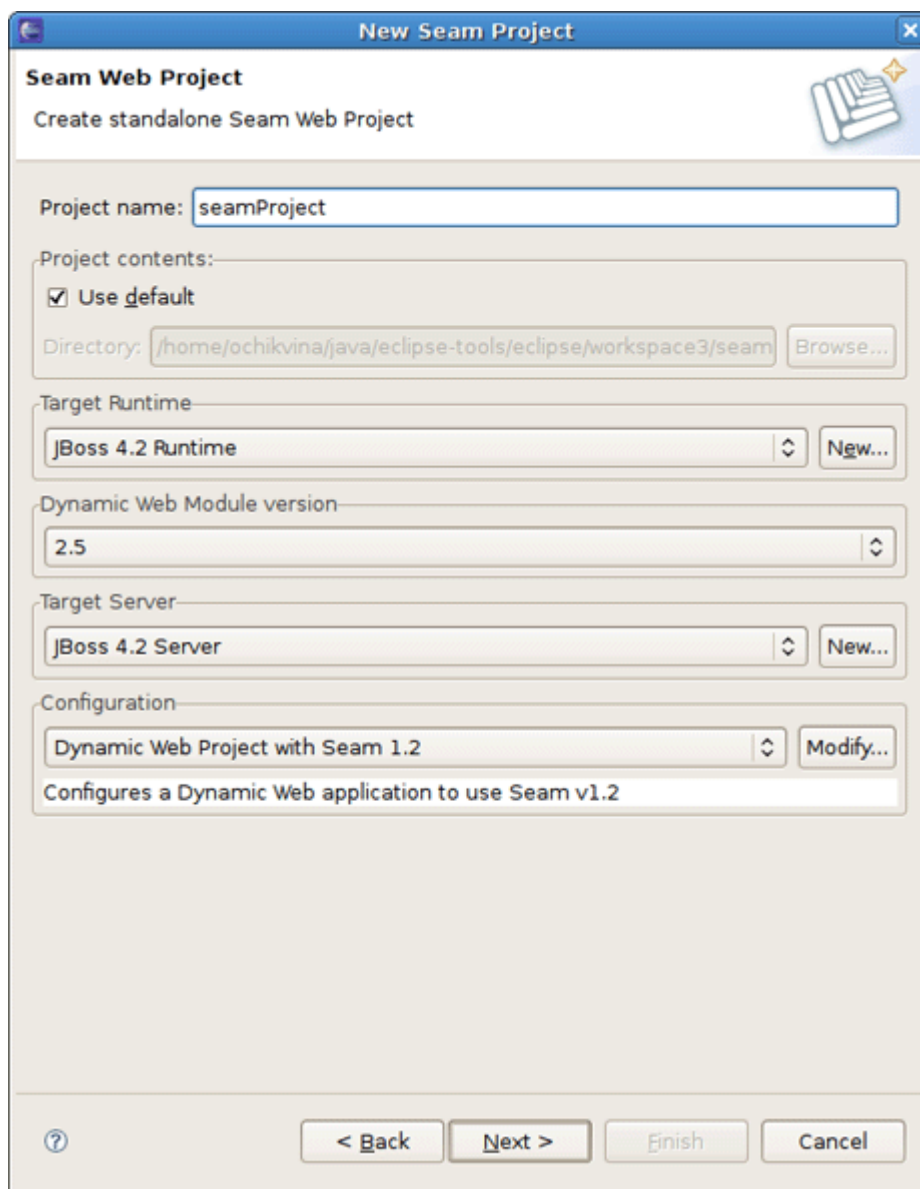 New Seam Project
Seam Web Project
Create standalone Seam Web Project
Project name: seamProject
Project contents:
Use default
Directory: /home/ochikvina/java/eclipse-tools/eclipse/workspace3/seam Browse...
Target Runtime
JBoss 4.2 Runtime New...
Dynamic Web Module version
2.5
Target Server
JBoss 4.2 Server New...
Configuration
Dynamic Web Project with Seam 1.2 Modify...
Configures a Dynamic Web application to use Seam v1.2
? < Back Next > Finish Cancel